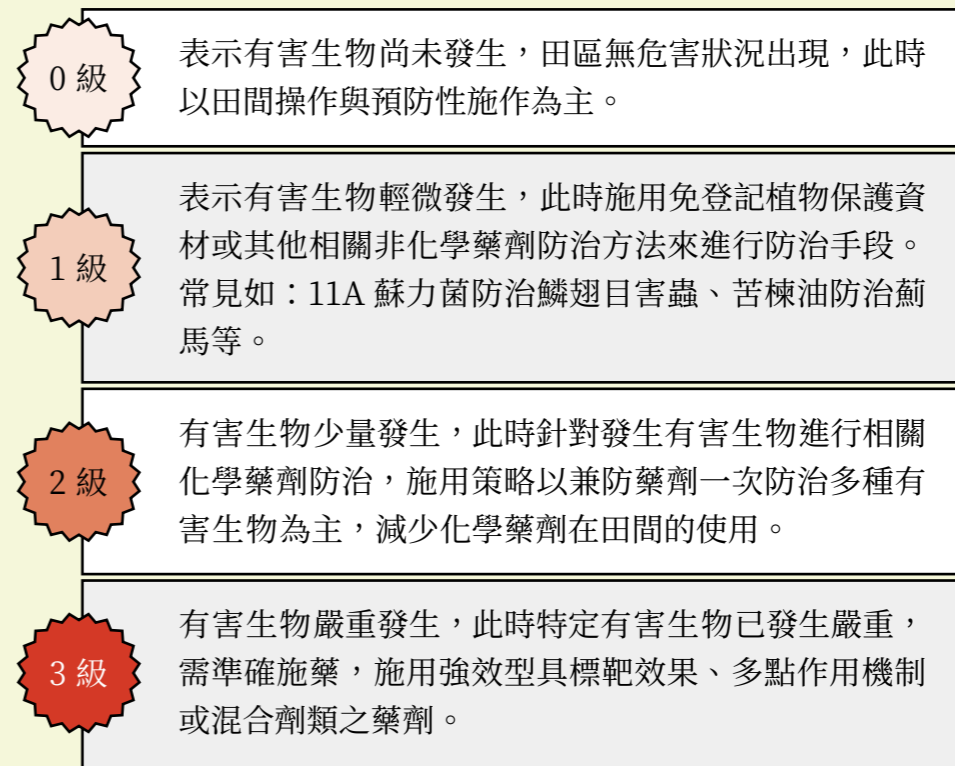 0 級
表示有害生物尚未發生，田區無危害狀況出現，此時
以田間操作與預防性施作為主。
1 級
表示有害生物輕微發生，此時施用免登記植物保護資
材或其他相關非化學藥劑防治方法來進行防治手段。
常見如：11A 蘇力菌防治鱗翅目害蟲、苦楝油防治薊
馬等。
2 級
有害生物少量發生，此時針對發生有害生物進行相關
化學藥劑防治，施用策略以兼防藥劑一次防治多種有
害生物為主，減少化學藥劑在田間的使用。
3 級
有害生物嚴重發生，此時特定有害生物已發生嚴重，
需準確施藥，施用強效型具標靶效果、多點作用機制
或混合劑類之藥劑。